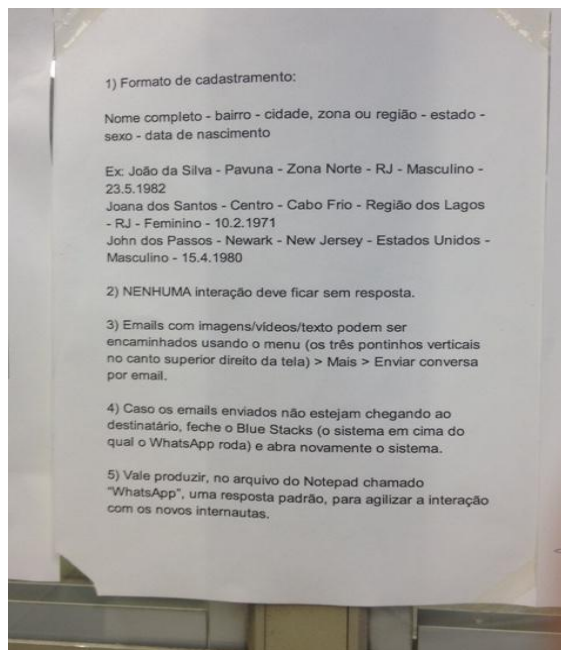 1) Formato de cadastramento:
Nome completo - bairro - cidade, zona ou região - estado -
sexo - data de nascimento
Ex: João da Silva - Pavuna - Zona Norte - RJ - Masculino -
23.5.1982
Joana dos Santos - Centro - Cabo Frio - Região dos Lagos
- RJ - Feminino - 10.2.1971
John dos Passos - Newark - New Jersey - Estados Unidos -
Masculino - 15.4.1980
2) NENHUMA interação deve ficar sem resposta.
3) Emails com imagens/vídeos/texto podem ser
encaminhados usando o menu (os três pontinhos verticais
no canto superior direito da tela) > Mais > Enviar conversa
por email.
4) Caso os emails enviados não estejam chegando ao
destinatário, feche o Blue Stacks (o sistema em cima do
qual o WhatsApp roda) e abra novamente o sistema.
5) Vale produzir, no arquivo do Notepad chamado
"WhatsApp", uma resposta padrão, para agilizar a interação
com os novos internautas.